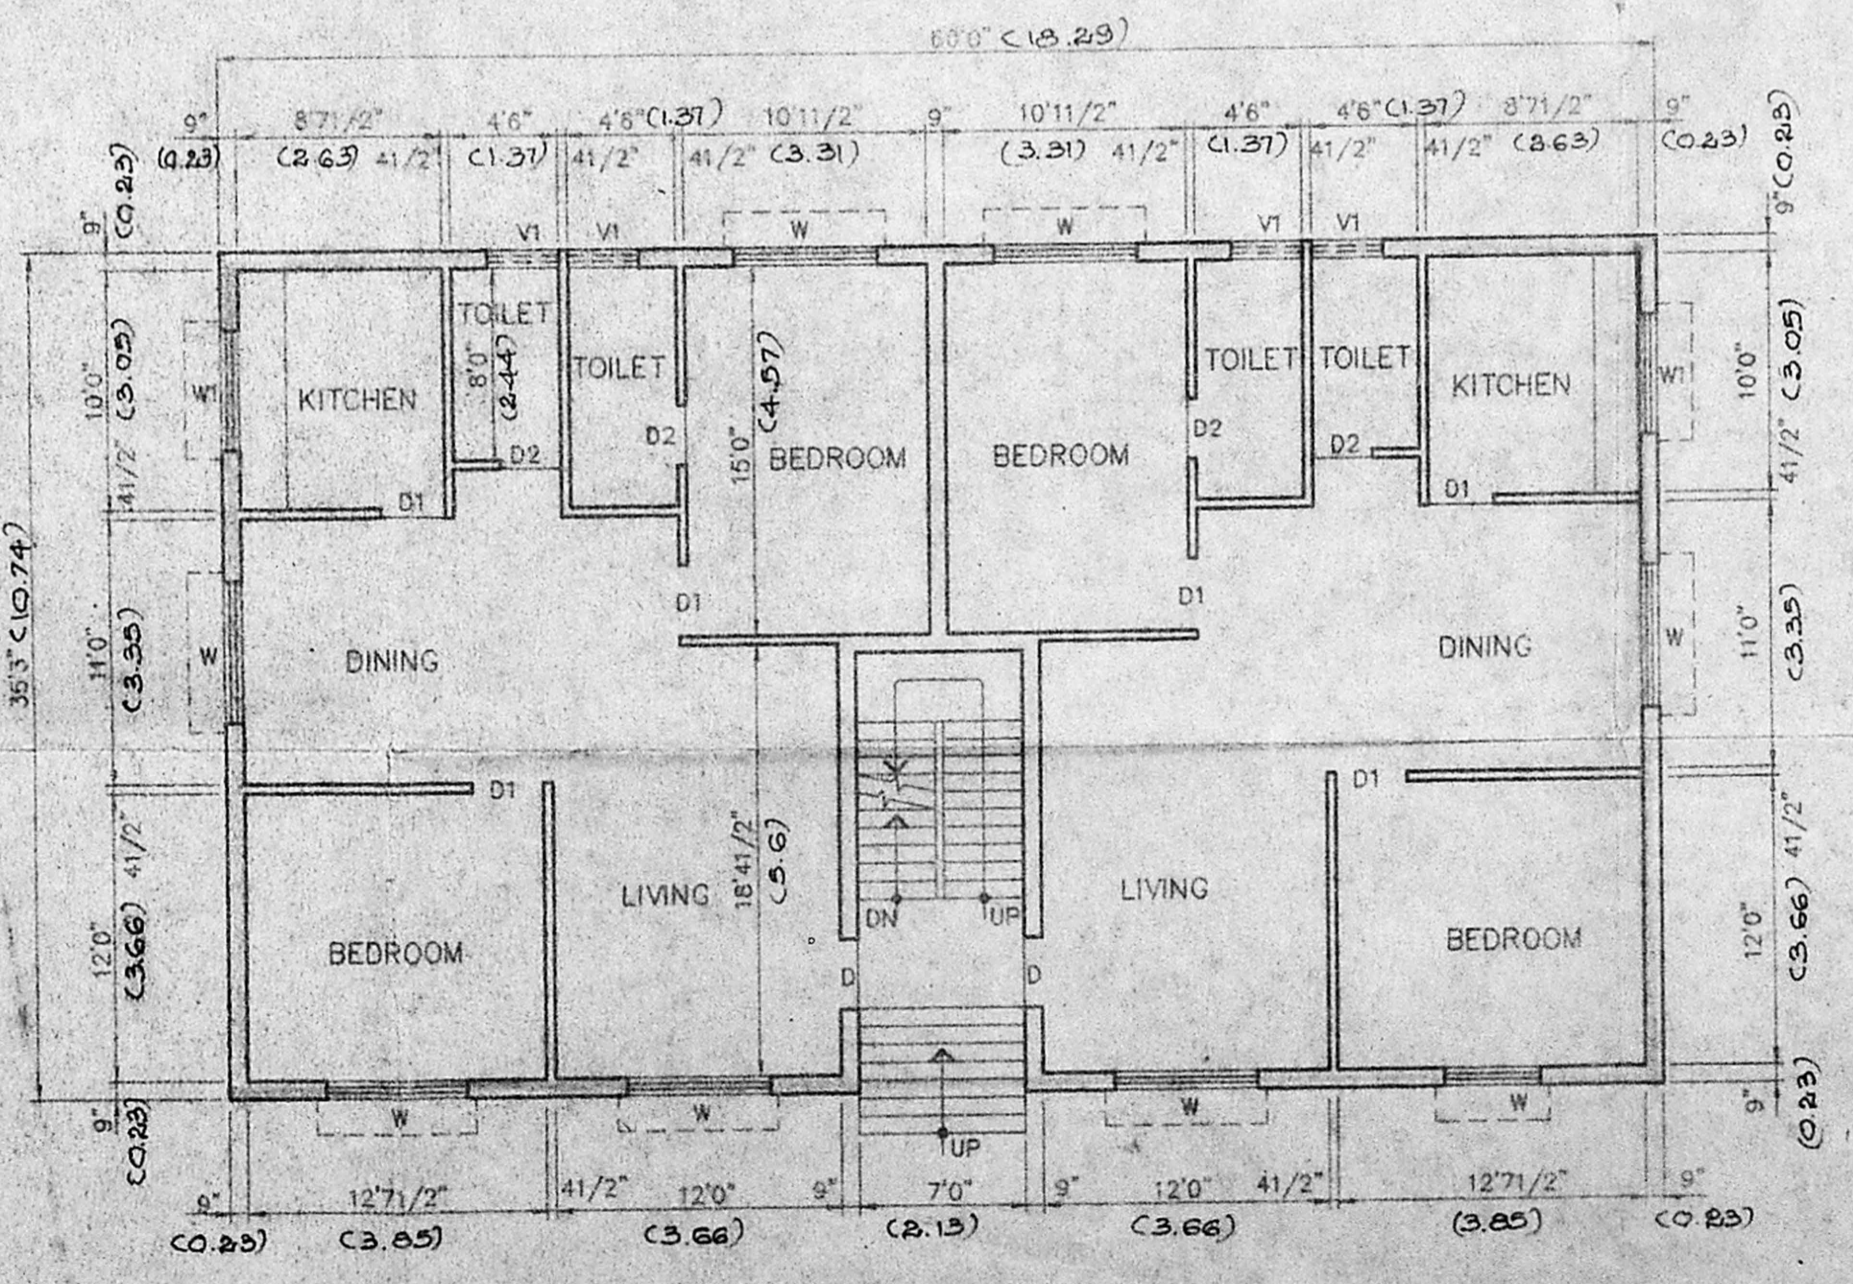 60'0" (18.29)
9" 8'71/2" 4'6" 4'6"(1.37) 10'11/2" 9" 10'11/2" 4'6" 4'6"(1.37) 8'71/2" 9"
(0.23) (2.63) 41/2" (1.37) 41/2" 41/2" (3.31) (3.31) 41/2" (1.37) 41/2" 41/2" (2.63) (0.23)
9" (0.23)
9" (0.23)
V1 V1 W W V1 V1
TOILET
8'0" (2.44)
TOILET TOILET TOILET
W1 KITCHEN KITCHEN W1
10'0" (3.05)
15'0" (4.57)
10'0" (3.05)
D2 D2
D2 BEDROOM BEDROOM D2
41/2" 41/2"
D1 D1
35'3" (10.74)
D1 D1
11'0" (3.35)
W DINING DINING W
11'0" (3.35)
D1 D1
41/2" 41/2"
LIVING 18'41/2" (5.6) LIVING
DN UP
12'0" (3.66)
BEDROOM BEDROOM
12'0" (3.66)
D D
W W W W
9" (0.23)
9" (0.23)
UP
9" 12'71/2" 41/2" 12'0" 9" 7'0" 9" 12'0" 41/2" 12'71/2" 9"
(0.23) (3.85) (3.66) (2.13) (3.66) (3.85) (0.23)